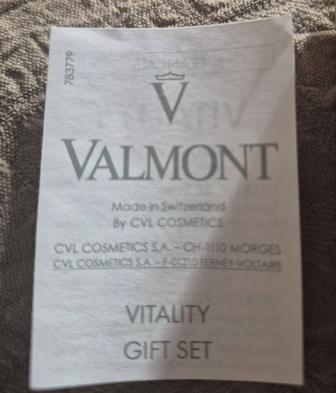 783779
V
VALMONT
Made in Switzerland
By CVL COSMETICS
CVL COSMETICS S.A. – CH-1110 MORGES
CVL COSMETICS S.A. – F-01210 FERNEY-VOLTAIRE
VITALITY
GIFT SET